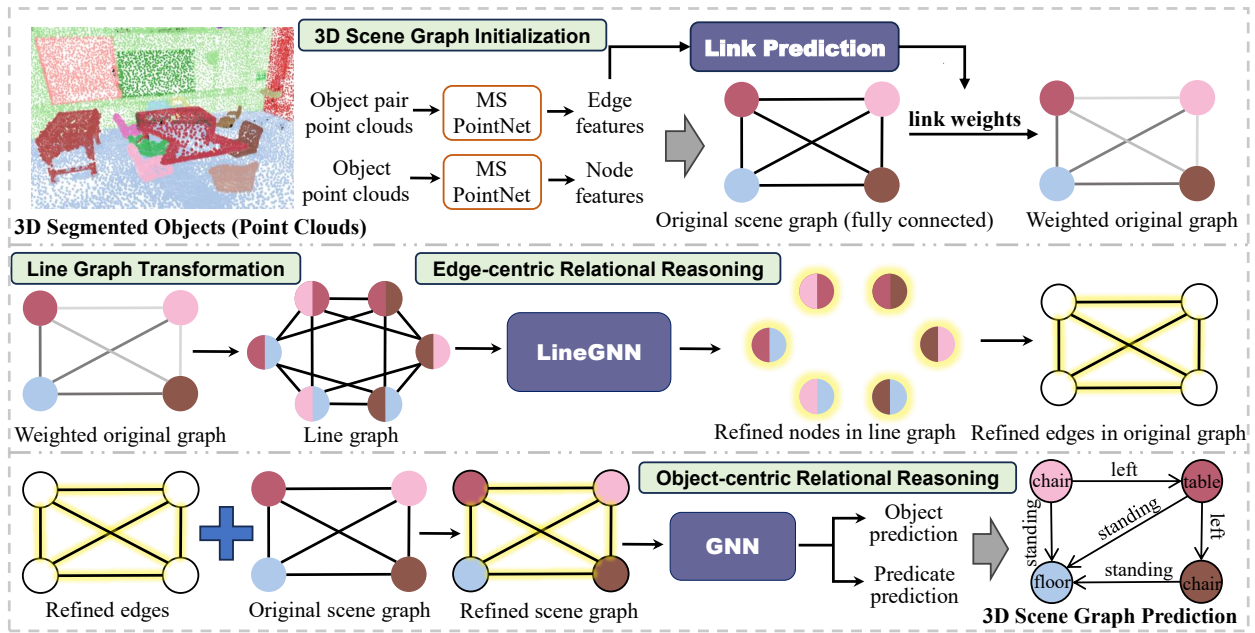 3D Scene Graph Initialization
Link Prediction
Object pair
point clouds
MS
PointNet
Edge
features
link weights
Object
point clouds
MS
PointNet
Node
features
3D Segmented Objects (Point Clouds)
Original scene graph (fully connected)
Weighted original graph
Line Graph Transformation
Edge-centric Relational Reasoning
LineGNN
Weighted original graph
Line graph
Refined nodes in line graph
Refined edges in original graph
Object-centric Relational Reasoning
chair
left
table
standing
standing
left
GNN
Object
prediction
Predicate
prediction
floor
standing
chair
Refined edges
Original scene graph
Refined scene graph
3D Scene Graph Prediction